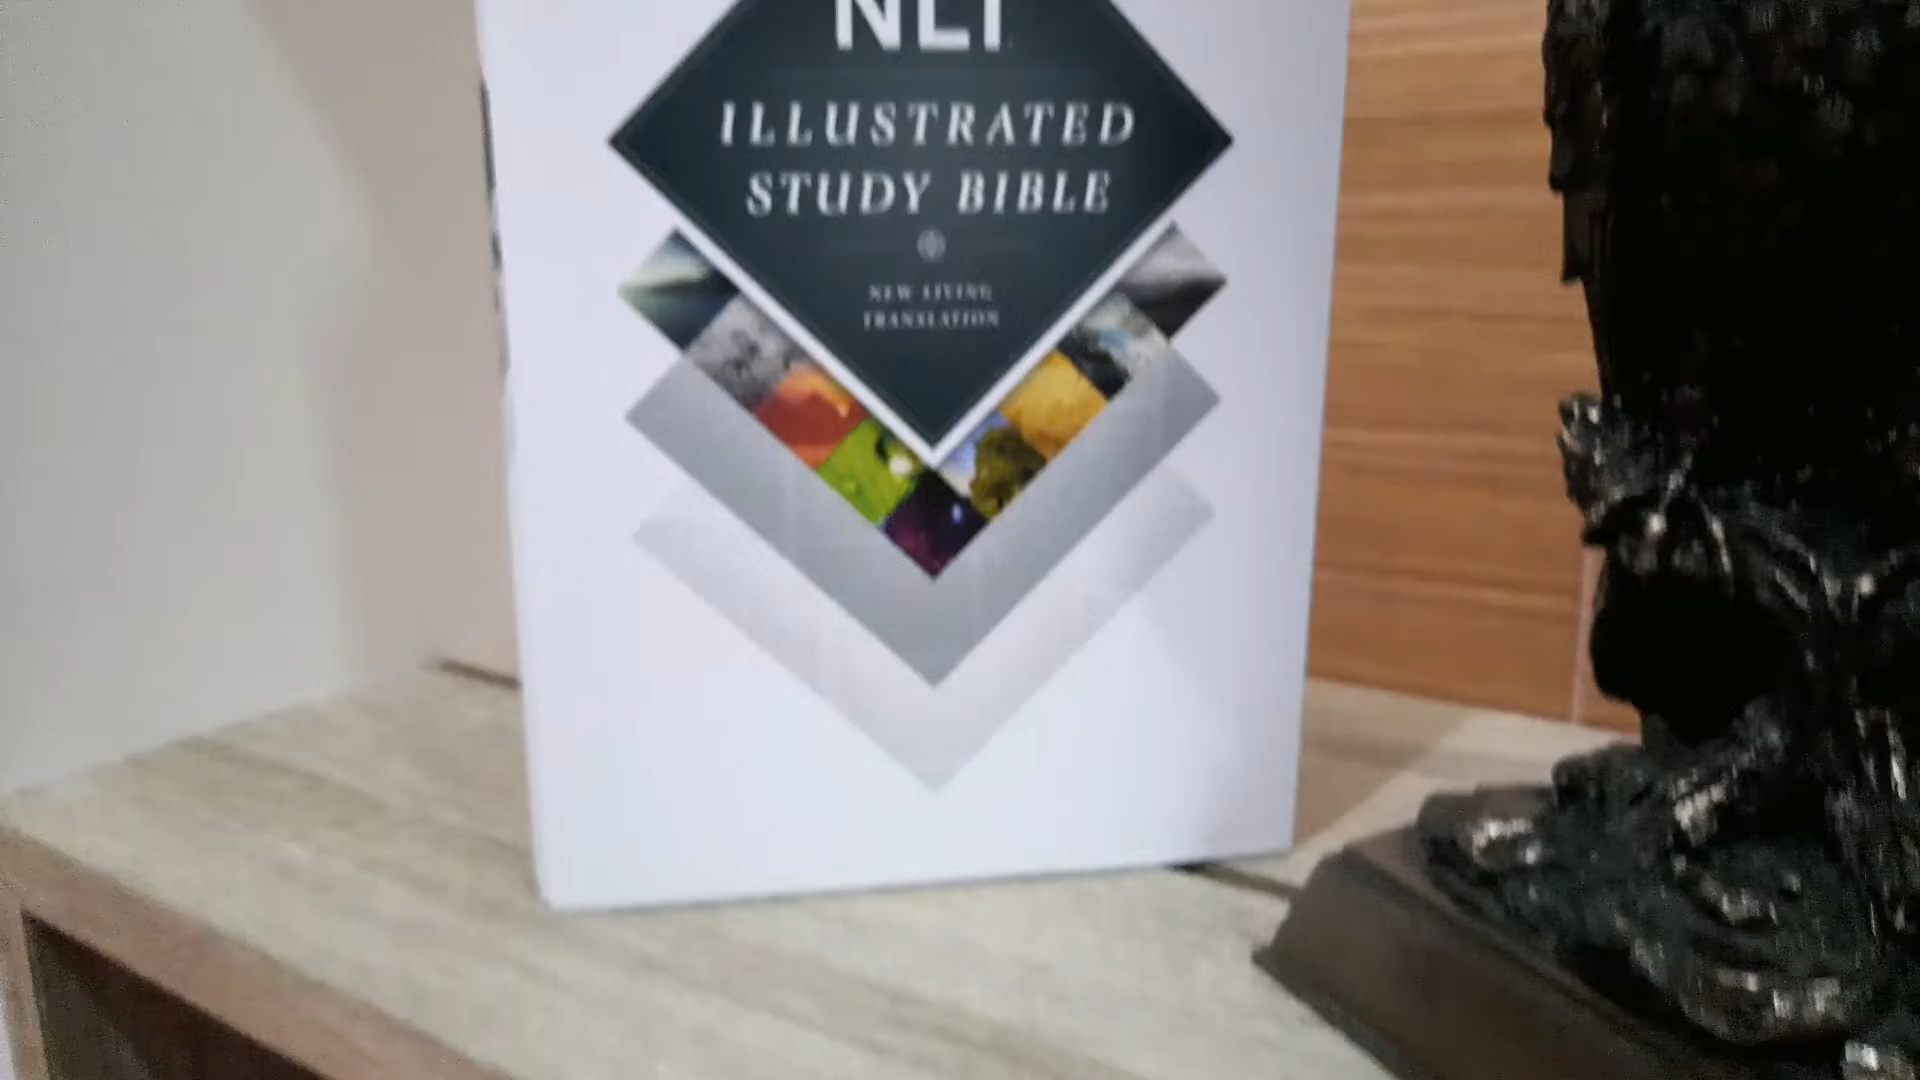 NLT
ILLUSTRATED
STUDY BIBLE
NEW LIVING
TRANSLATION